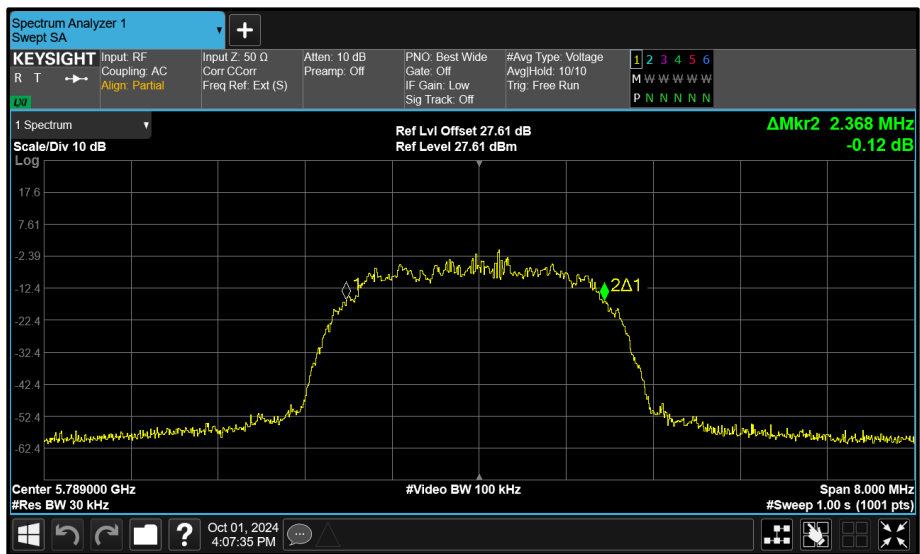 Spectrum Analyzer 1
Swept SA
KEYSIGHT
R T
LXI
Input: RF
Coupling: AC
Align: Partial
Input Z: 50 Ω
Corr CCorr
Freq Ref: Ext (S)
Atten: 10 dB
Preamp: Off
PNO: Best Wide
Gate: Off
IF Gain: Low
Sig Track: Off
#Avg Type: Voltage
Avg|Hold: 10/10
Trig: Free Run
1 2 3 4 5 6
M W W W W W
P N N N N N
1 Spectrum
Scale/Div 10 dB
Ref Lvl Offset 27.61 dB
Ref Level 27.61 dBm
ΔMkr2 2.368 MHz
-0.12 dB
Log
17.6
7.61
-2.39
-12.4
-22.4
-32.4
-42.4
-52.4
-62.4
1
2Δ1
Center 5.789000 GHz
#Video BW 100 kHz
Span 8.000 MHz
#Res BW 30 kHz
#Sweep 1.00 s (1001 pts)
?
Oct 01, 2024
4:07:35 PM